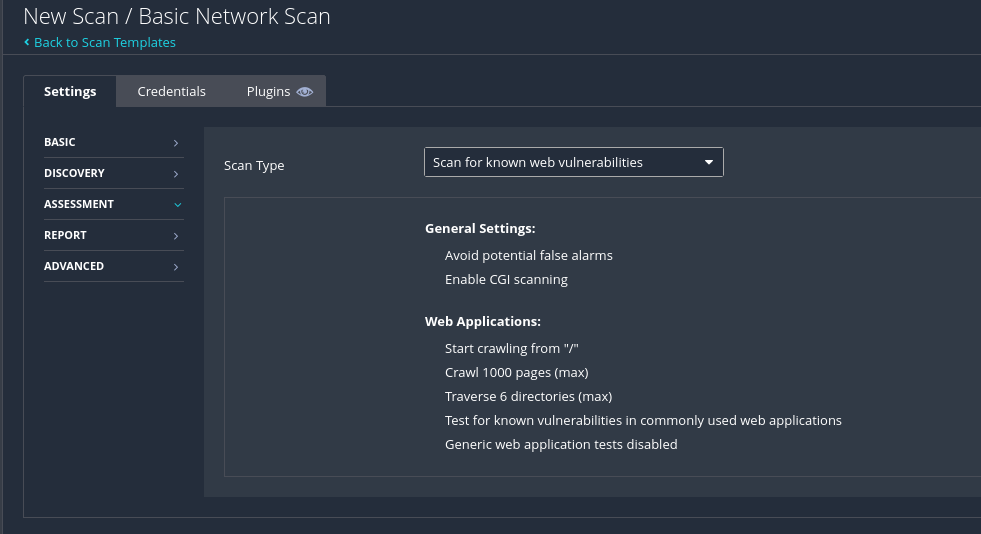 New Scan / Basic Network Scan
Back to Scan Templates
Settings Credentials Plugins
BASIC
DISCOVERY
ASSESSMENT
REPORT
ADVANCED
Scan Type Scan for known web vulnerabilities
General Settings:
Avoid potential false alarms
Enable CGI scanning
Web Applications:
Start crawling from "/"
Crawl 1000 pages (max)
Traverse 6 directories (max)
Test for known vulnerabilities in commonly used web applications
Generic web application tests disabled